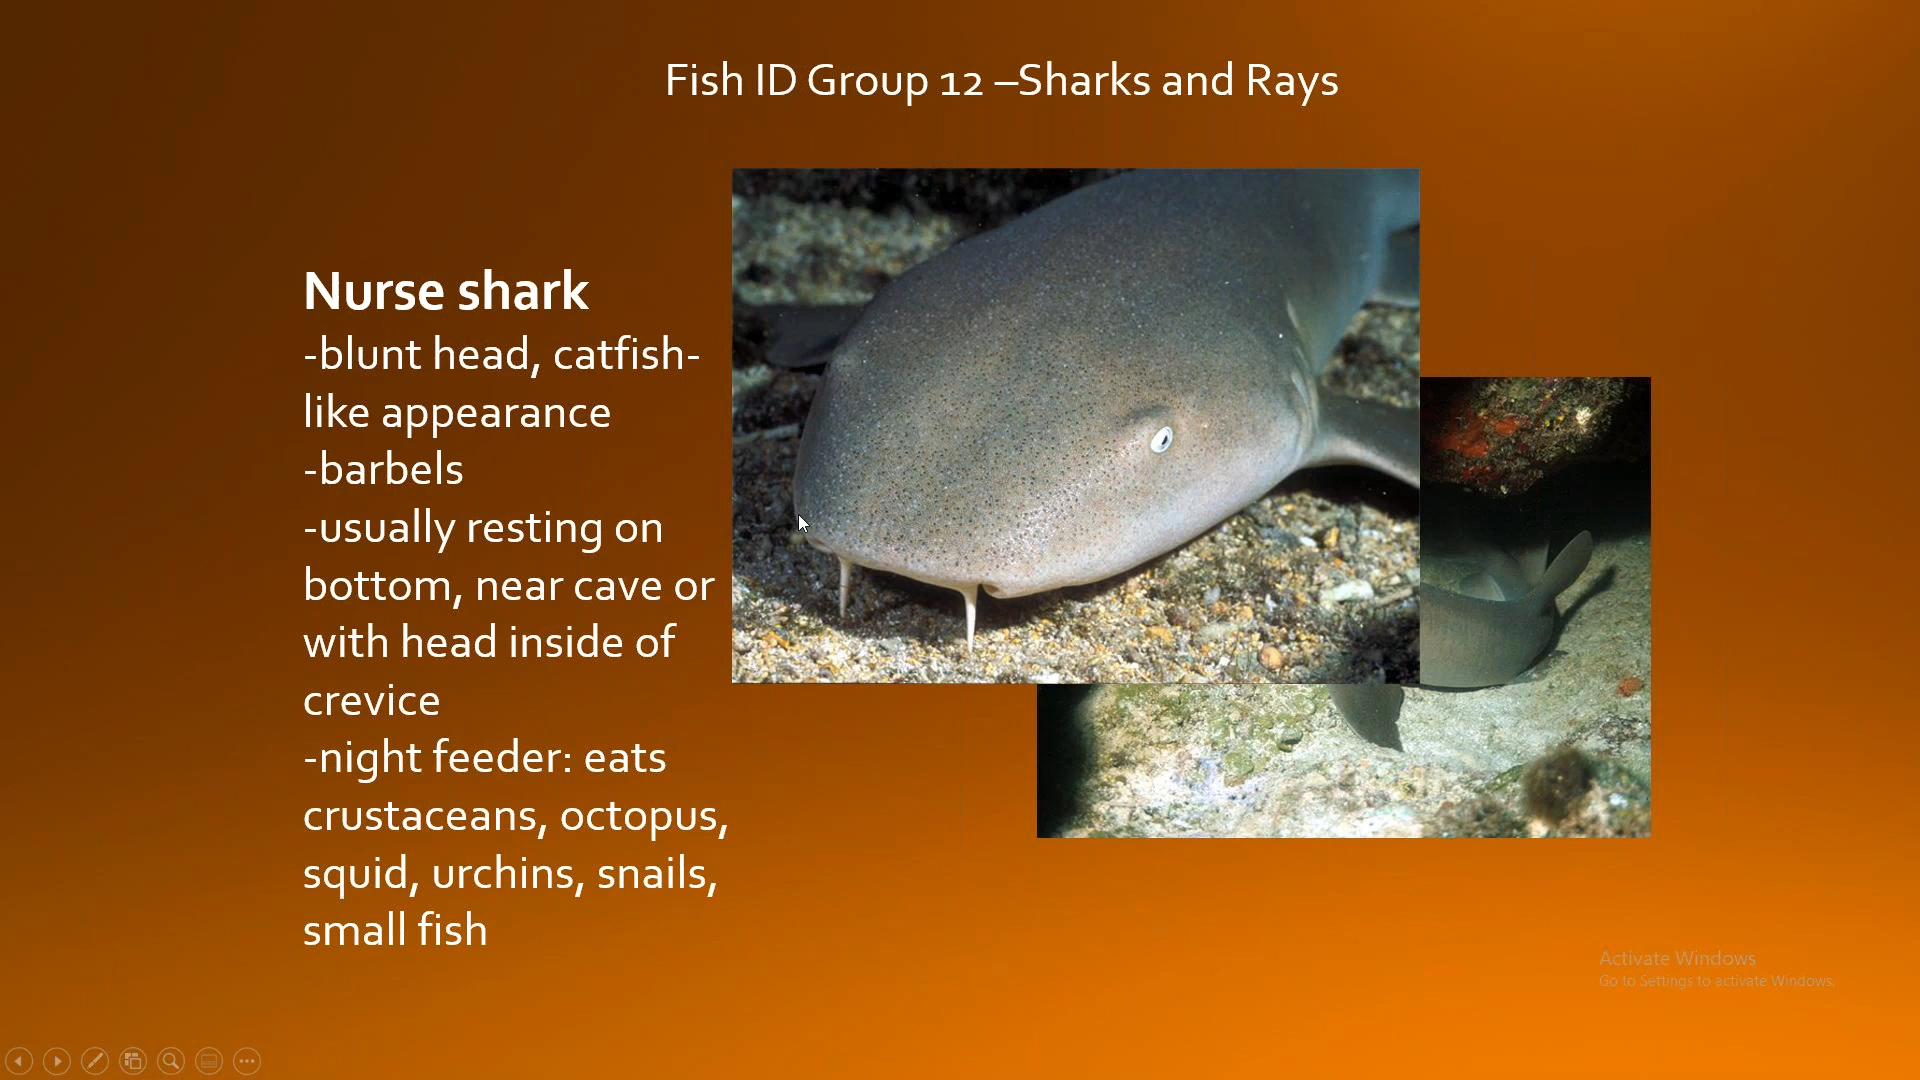 Fish ID Group 12 –Sharks and Rays
Nurse shark
-blunt head, catfish-
like appearance
-barbels
-usually resting on
bottom, near cave or
with head inside of
crevice
-night feeder: eats
crustaceans, octopus,
squid, urchins, snails,
small fish
Activate Windows
Go to Settings to activate Windows.